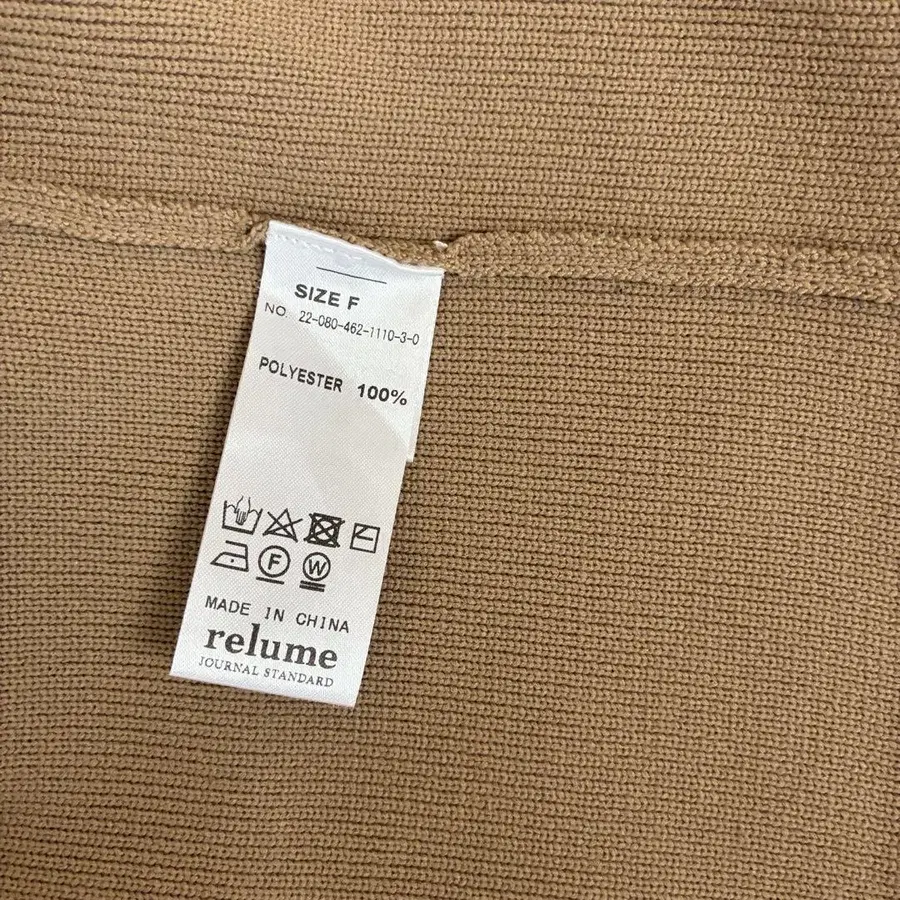 SIZE F
NO 22-080-462-1110-3-0
POLYESTER 100%
F W
MADE IN CHINA
relume
JOURNAL STANDARD